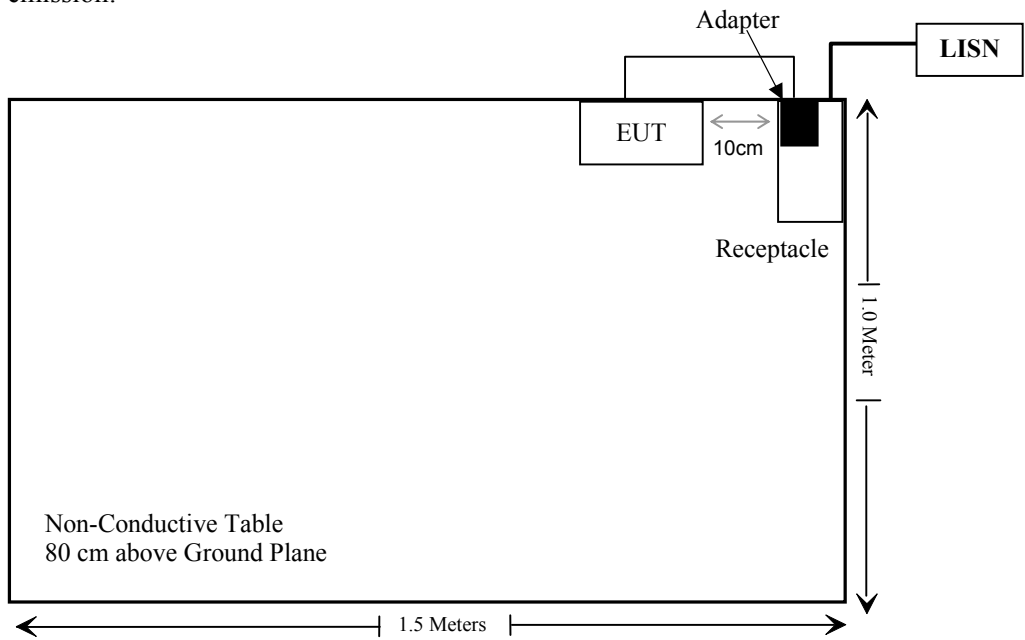 emission.
Adapter
LISN
EUT
10cm
Receptacle
1.0 Meter
Non-Conductive Table
80 cm above Ground Plane
1.5 Meters